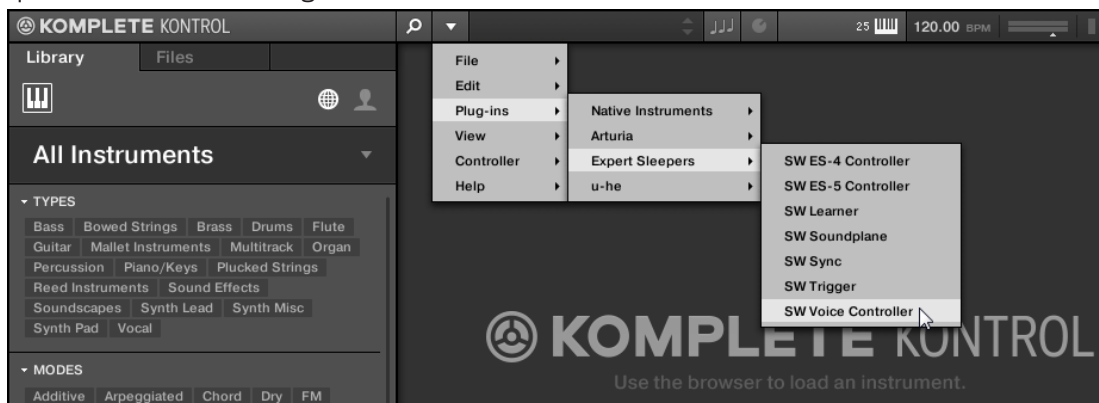 KOMPLETE KONTROL
25
120.00 BPM
Library
Files
All Instruments
TYPES
Bass Bowed Strings Brass Drums Flute
Guitar Mallet Instruments Multitrack Organ
Percussion Piano/Keys Plucked Strings
Reed Instruments Sound Effects
Soundscapes Synth Lead Synth Misc
Synth Pad Vocal
MODES
Additive Arpeggiated Chord Dry FM
File
Edit
Plug-ins
View
Controller
Help
Native Instruments
Arturia
Expert Sleepers
u-he
SW ES-4 Controller
SW ES-5 Controller
SW Learner
SW Soundplane
SW Sync
SW Trigger
SW Voice Controller
KOMPLETE KONTROL
Use the browser to load an instrument.